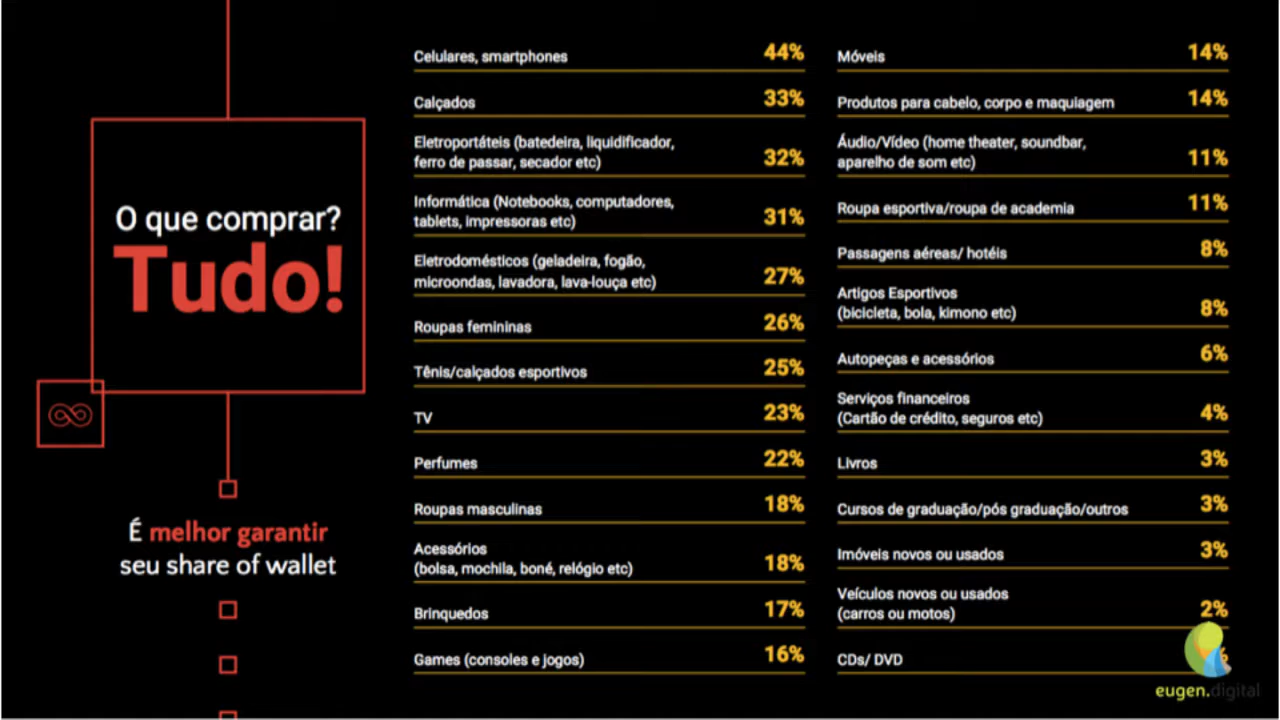 O que comprar?
Tudo!
É melhor garantir
seu share of wallet
Celulares, smartphones 44%
Calçados 33%
Eletroportáteis (batedeira, liquidificador,
ferro de passar, secador etc) 32%
Informática (Notebooks, computadores,
tablets, impressoras etc) 31%
Eletrodomésticos (geladeira, fogão,
microondas, lavadora, lava-louça etc) 27%
Roupas femininas 26%
Tênis/calçados esportivos 25%
TV 23%
Perfumes 22%
Roupas masculinas 18%
Acessórios
(bolsa, mochila, boné, relógio etc) 18%
Brinquedos 17%
Games (consoles e jogos) 16%
Móveis 14%
Produtos para cabelo, corpo e maquiagem 14%
Áudio/Vídeo (home theater, soundbar,
aparelho de som etc) 11%
Roupa esportiva/roupa de academia 11%
Passagens aéreas/ hotéis 8%
Artigos Esportivos
(bicicleta, bola, kimono etc) 8%
Autopeças e acessórios 6%
Serviços financeiros
(Cartão de crédito, seguros etc) 4%
Livros 3%
Cursos de graduação/pós graduação/outros 3%
Imóveis novos ou usados 3%
Veículos novos ou usados
(carros ou motos) 2%
CDs/ DVD
eugen.digital